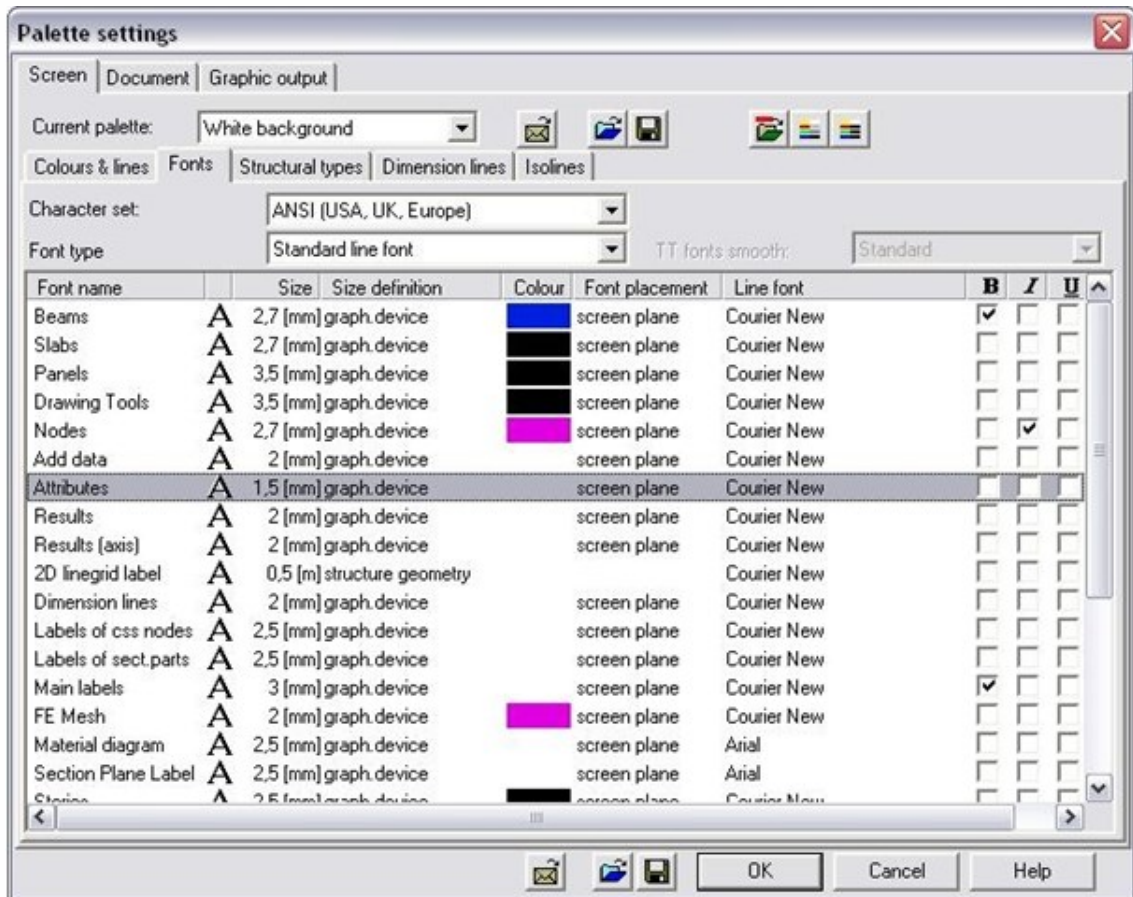 Palette settings
Screen Document Graphic output
Current palette: White background
Colours & lines Fonts Structural types Dimension lines Isolines
Character set: ANSI (USA, UK, Europe)
Font type Standard line font TT fonts smooth: Standard
Font name Size Size definition Colour Font placement Line font B I U
Beams A 2,7 [mm] graph.device screen plane Courier New
Slabs A 2,7 [mm] graph.device screen plane Courier New
Panels A 3,5 [mm] graph.device screen plane Courier New
Drawing Tools A 3,5 [mm] graph.device screen plane Courier New
Nodes A 2,7 [mm] graph.device screen plane Courier New
Add data A 2 [mm] graph.device screen plane Courier New
Attributes A 1,5 [mm] graph.device screen plane Courier New
Results A 2 [mm] graph.device screen plane Courier New
Results (axis) A 2 [mm] graph.device screen plane Courier New
2D linegrid label A 0,5 [m] structure geometry Courier New
Dimension lines A 2 [mm] graph.device screen plane Courier New
Labels of css nodes A 2,5 [mm] graph.device screen plane Courier New
Labels of sect.parts A 2,5 [mm] graph.device screen plane Courier New
Main labels A 3 [mm] graph.device screen plane Courier New
FE Mesh A 2 [mm] graph.device screen plane Courier New
Material diagram A 2,5 [mm] graph.device screen plane Arial
Section Plane Label A 2,5 [mm] graph.device screen plane Arial
A 2,5 [mm] graph.device screen plane Courier New
OK Cancel Help